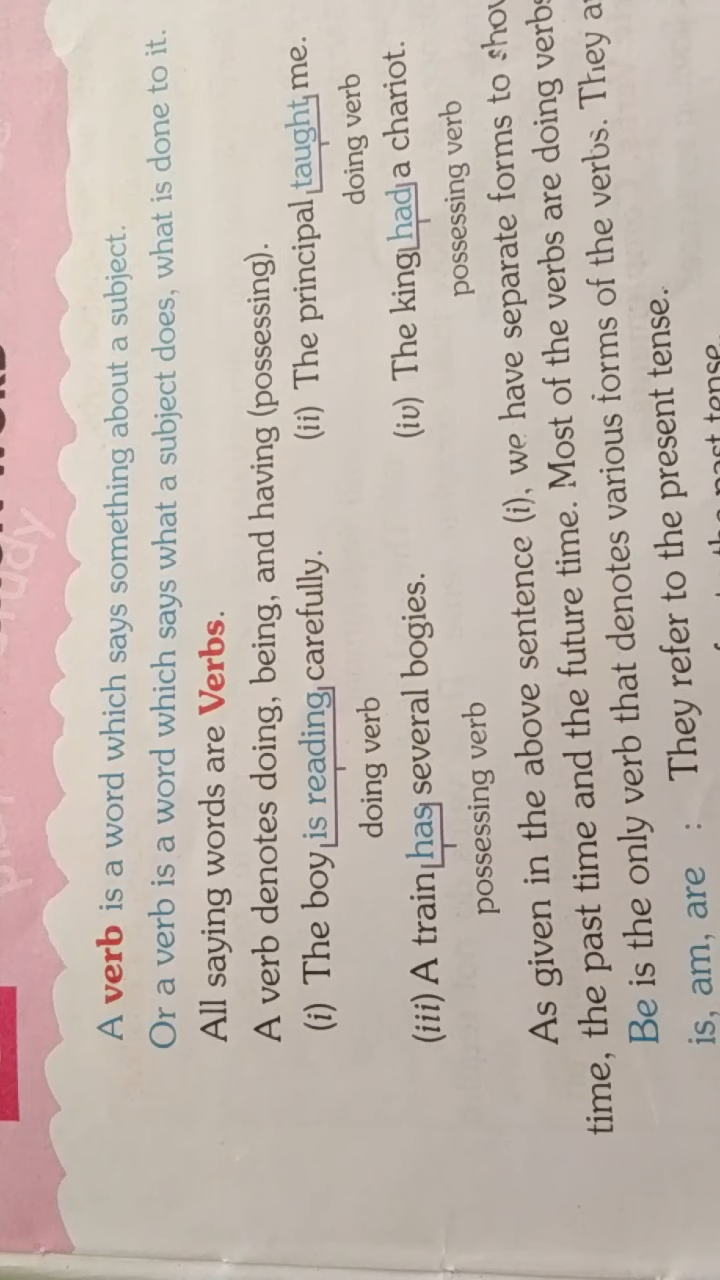 A verb is a word which says something about a subject.
Or a verb is a word which says what a subject does, what is done to it.
All saying words are Verbs.
A verb denotes doing, being, and having (possessing).
(i) The boy is reading carefully. (ii) The principal taught me.
doing verb doing verb
(iii) A train has several bogies. (iv) The king had a chariot.
possessing verb possessing verb
As given in the above sentence (i), we have separate forms to
time, the past time and the future time. Most of the verbs are doing verbs
Be is the only verb that denotes various forms of the verbs. They
is, am, are : They refer to the present tense.
past tense